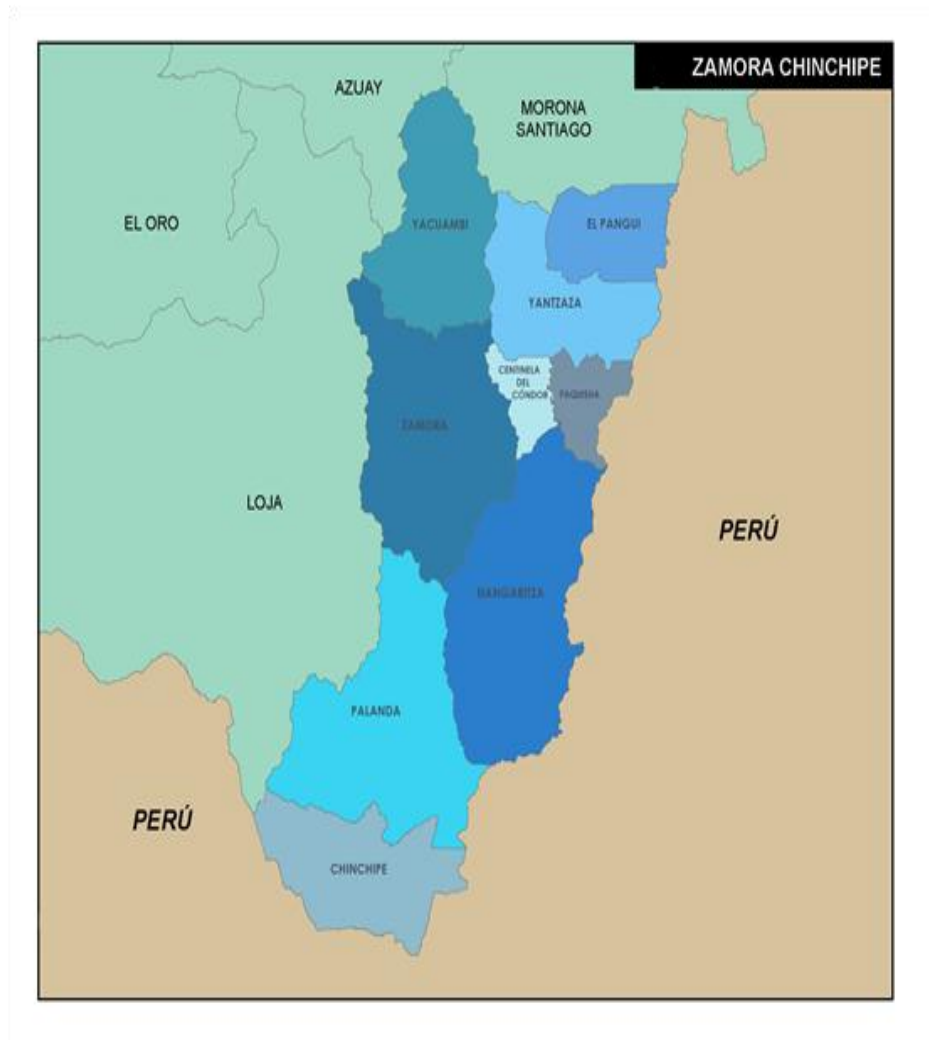 ZAMORA CHINCHIPE
AZUAY
MORONA
SANTIAGO
EL ORO
YACUAMBI
EL PANGUI
YANTZAZA
CENTINELA
DEL
CÓNDOR
PAQUISHA
ZAMORA
LOJA
PERÚ
NANGARITZA
PALANDA
PERÚ
CHINCHIPE